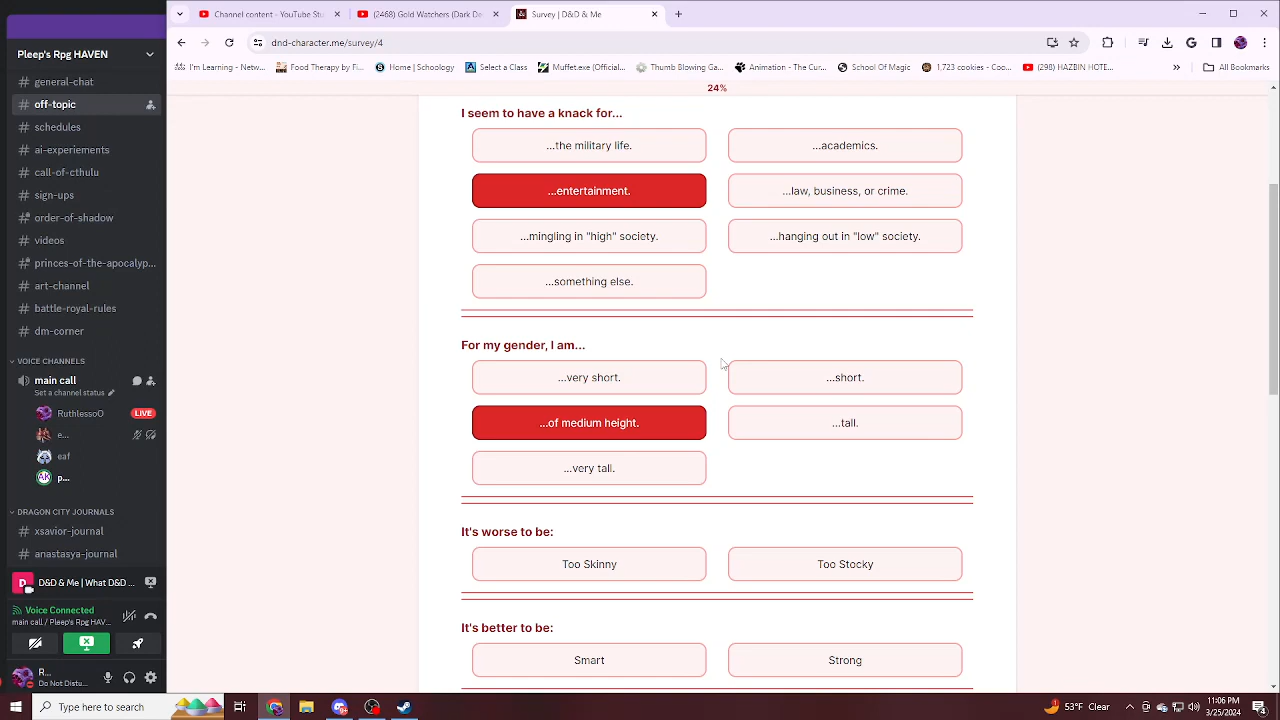 Channel content - YouTube Stu
(2468) Gold Watchers (Dark De
Survey | D&D & Me
Pleep's Rpg HAVEN
dnd-character.me/survey/4
I'm Learning - Netw...
Food Therapy by Fi...
Home | Schoology
Select a Class
Muffet.exe (Official...
Thumb Blowing Ga...
Animation - The Cur...
School Of Magic
1,723 cookies - Coo...
(298) HAZBIN HOTE...
»
All Bookmarks
24%
# general-chat
# off-topic
# schedules
# ai-experiements
# call-of-cthulu
# sign-ups
# order-of-shadow
# videos
# princes-of-the-apocalyp...
# art-channel
# battle-royal-rules
# dm-corner
VOICE CHANNELS
main call
Set a channel status
RuthlessoO
LIVE
e...
eaf
AK
p...
DRAGON CITY JOURNALS
# xsavior-journal
# anastasya-journal
D
D&D & Me | What D&D ...
Voice Connected
main call / Pleep's Rpg HAV...
R...
Do Not Distu...
I seem to have a knack for...
...the military life.
...academics.
...entertainment.
...law, business, or crime.
...mingling in "high" society.
...hanging out in "low" society.
...something else.
For my gender, I am...
...very short.
...short.
...of medium height.
...tall.
...very tall.
It's worse to be:
Too Skinny
Too Stocky
It's better to be:
Smart
Strong
Type here to search
53°F Clear
11:06 PM
3/25/2024